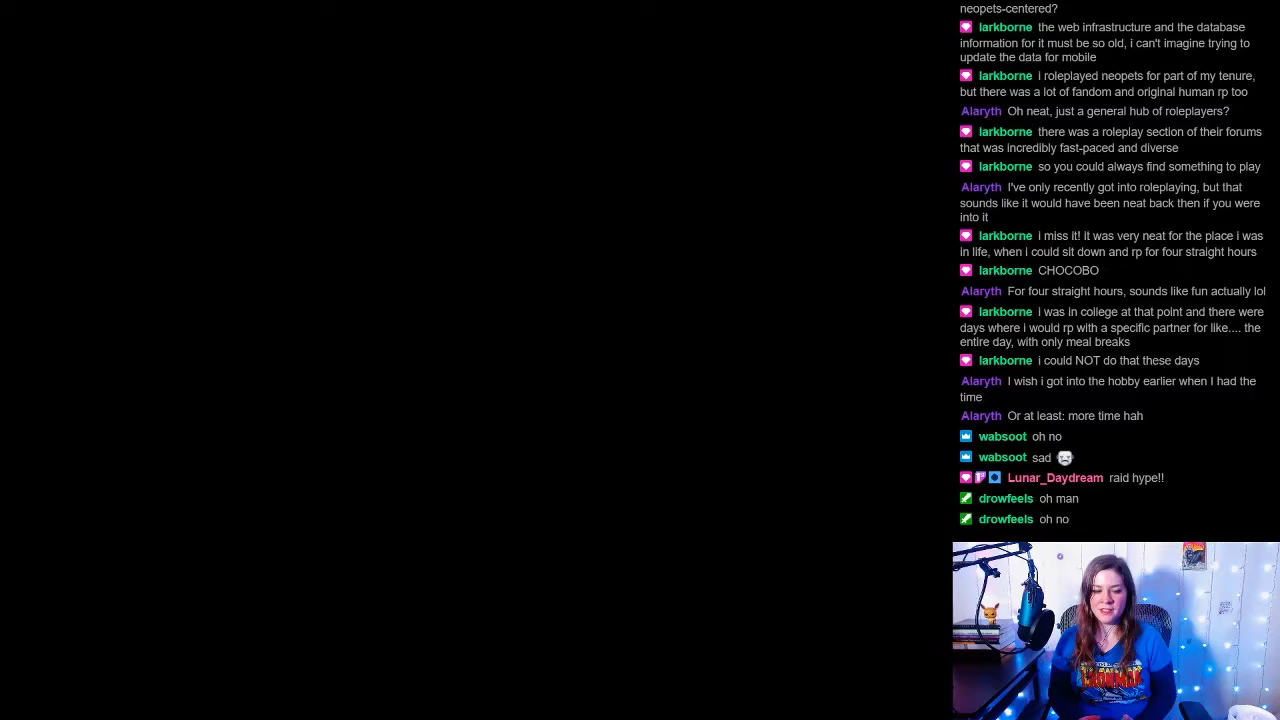 neopets-centered?
larkborne the web infrastructure and the database
information for it must be so old, i can't imagine trying to
update the data for mobile
larkborne i roleplayed neopets for part of my tenure,
but there was a lot of fandom and original human rp too
Alaryth Oh neat, just a general hub of roleplayers?
larkborne there was a roleplay section of their forums
that was incredibly fast-paced and diverse
larkborne so you could always find something to play
Alaryth I've only recently got into roleplaying, but that
sounds like it would have been neat back then if you were
into it
larkborne i miss it! It was very neat for the place i was
in life, when i could sit down and rp for four straight hours
larkborne CHOCOBO
Alaryth For four straight hours, sounds like fun actually lol
larkborne i was in college at that point and there were
days where i would rp with a specific partner for like.... the
entire day, with only meal breaks
larkborne i could NOT do that these days
Alaryth I wish i got into the hobby earlier when I had the
time
Alaryth Or at least: more time hah
wabsoot oh no
wabsoot sad
Lunar_Daydream raid hype!!
drowfeels oh man
drowfeels oh no
IRON MAN